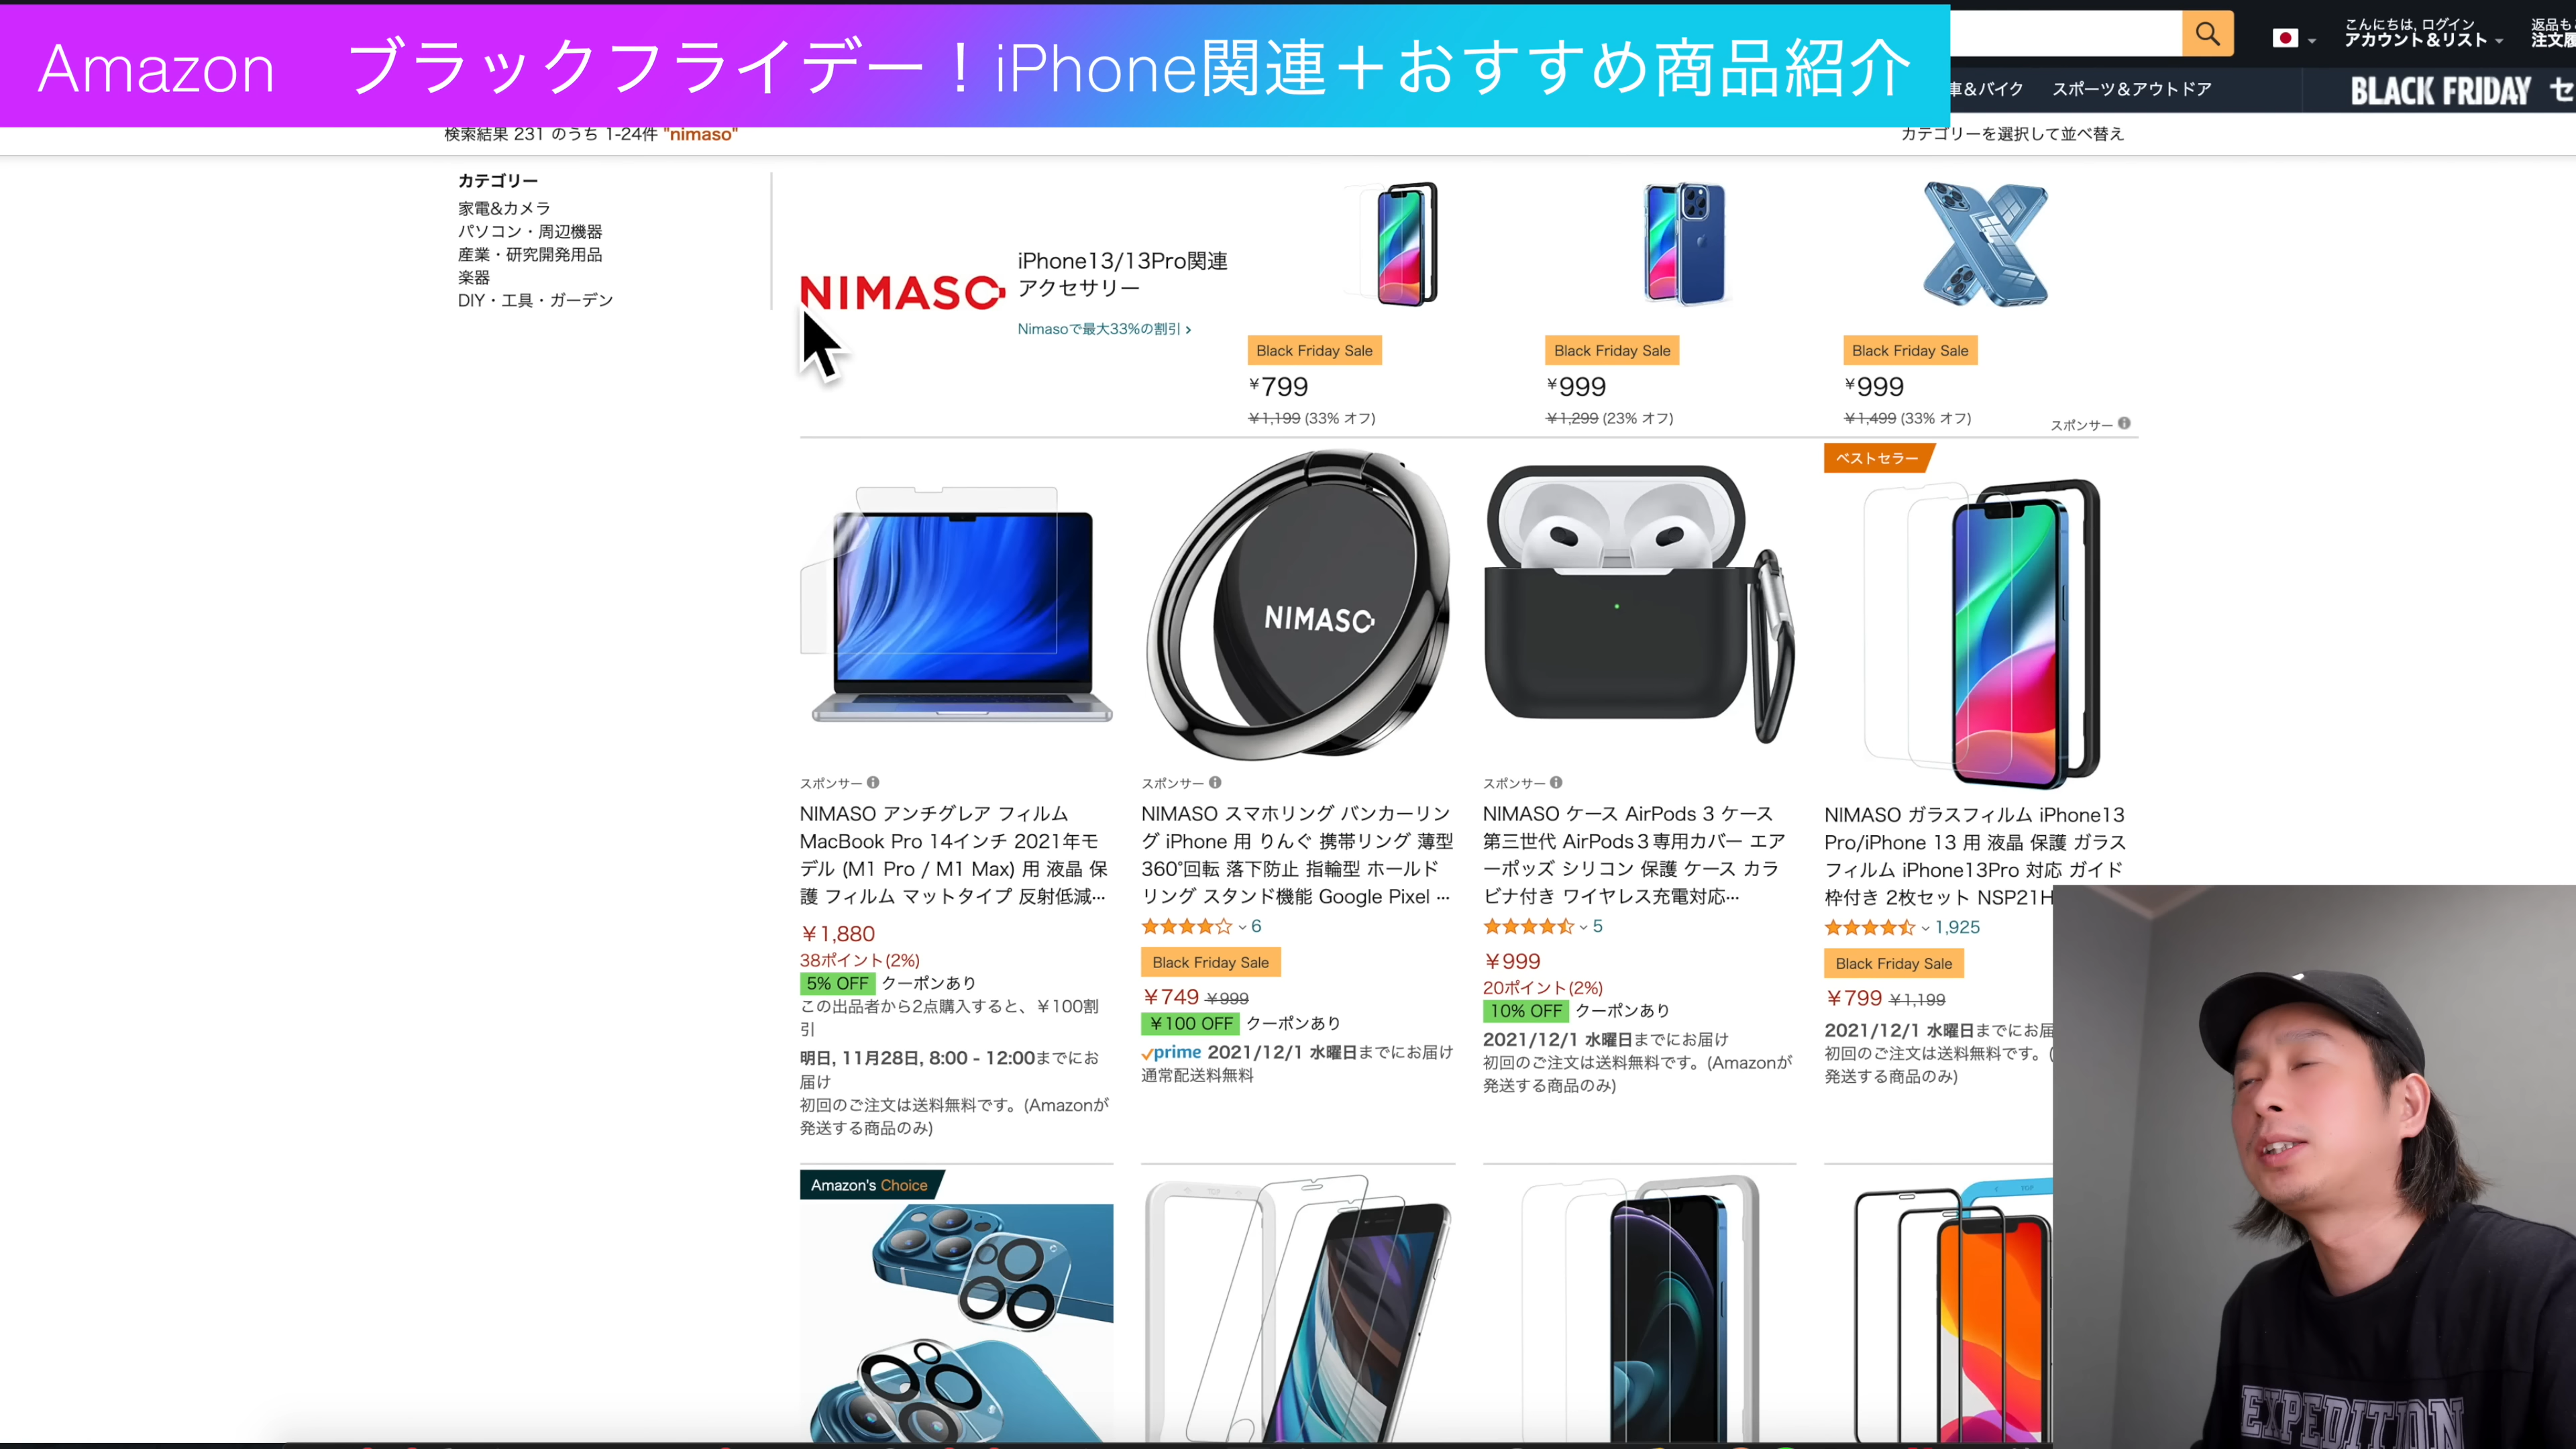 Amazon　ブラックフライデー！iPhone関連＋おすすめ商品紹介
こんにちは, ログイン
アカウント＆リスト
返品も
車＆バイク
スポーツ＆アウトドア
BLACK FRIDAY セ
検索結果 231 のうち 1-24件 "nimaso"
カテゴリーを選択して並べ替え
カテゴリー
家電&カメラ
パソコン・周辺機器
産業・研究開発用品
楽器
DIY・工具・ガーデン
NIMASO
iPhone13/13Pro関連
アクセサリー
Nimasoで最大33%の割引 ›
Black Friday Sale
¥799
¥1,199 (33% オフ)
Black Friday Sale
¥999
¥1,299 (23% オフ)
Black Friday Sale
¥999
¥1,499 (33% オフ)
スポンサー
NIMASO
ベストセラー
スポンサー
NIMASO アンチグレア フィルム
MacBook Pro 14インチ 2021年モ
デル (M1 Pro / M1 Max) 用 液晶 保
護 フィルム マットタイプ 反射低減…
￥1,880
38ポイント(2%)
5% OFF クーポンあり
この出品者から2点購入すると、￥100割
引
明日, 11月28日, 8:00 - 12:00までにお
届け
初回のご注文は送料無料です。(Amazonが
発送する商品のみ)
スポンサー
NIMASO スマホリング バンカーリン
グ iPhone 用 りんぐ 携帯リング 薄型
360°回転 落下防止 指輪型 ホールド
リング スタンド機能 Google Pixel …
6
Black Friday Sale
￥749 ￥999
￥100 OFF クーポンあり
prime 2021/12/1 水曜日までにお届け
通常配送料無料
スポンサー
NIMASO ケース AirPods 3 ケース
第三世代 AirPods３専用カバー エア
ーポッズ シリコン 保護 ケース カラ
ビナ付き ワイヤレス充電対応…
5
￥999
20ポイント(2%)
10% OFF クーポンあり
2021/12/1 水曜日までにお届け
初回のご注文は送料無料です。(Amazonが
発送する商品のみ)
NIMASO ガラスフィルム iPhone13
Pro/iPhone 13 用 液晶 保護 ガラス
フィルム iPhone13Pro 対応 ガイド
枠付き 2枚セット NSP21H
1,925
Black Friday Sale
￥799 ￥1,199
2021/12/1 水曜日までにお届
初回のご注文は送料無料です。(
発送する商品のみ)
Amazon's Choice
EXPEDITION